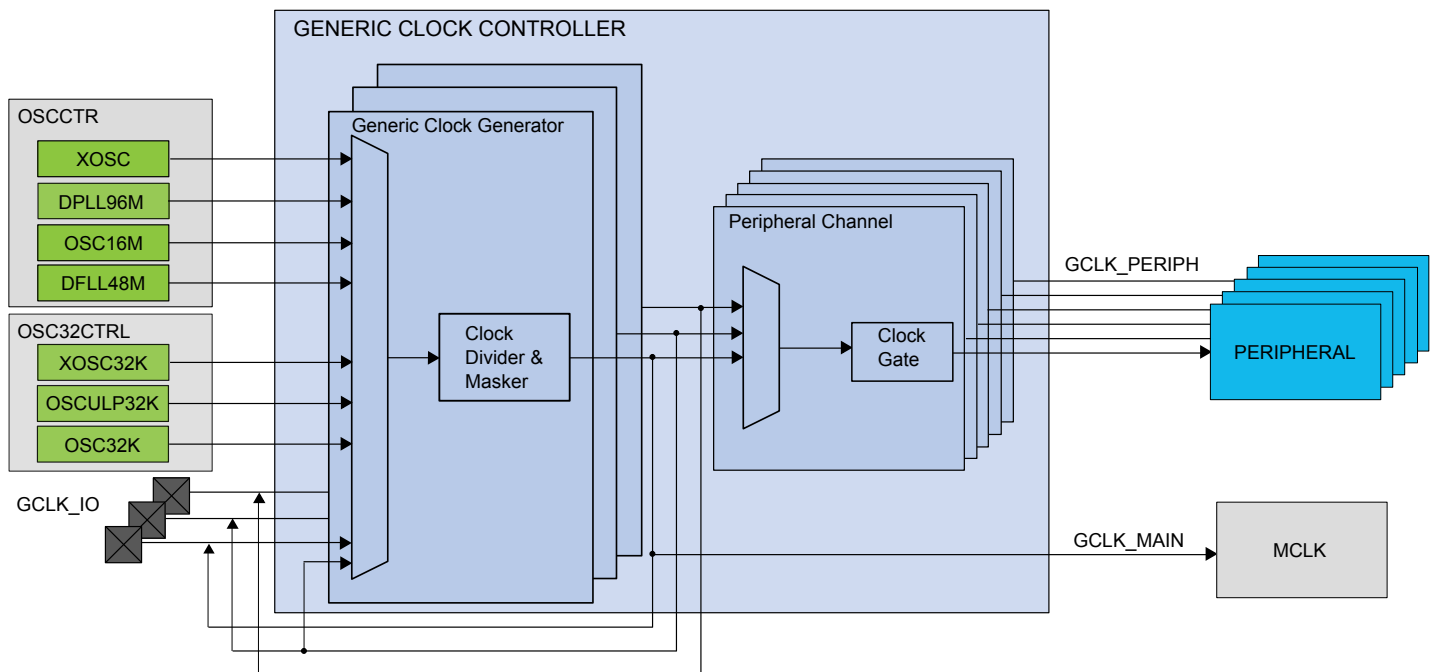 GENERIC CLOCK CONTROLLER
OSCCTR
XOSC
DPLL96M
OSC16M
DFLL48M
OSC32CTRL
XOSC32K
OSCULP32K
OSC32K
GCLK_IO
Generic Clock Generator
Clock
Divider &
Masker
Peripheral Channel
Clock
Gate
GCLK_PERIPH
PERIPHERAL
GCLK_MAIN
MCLK